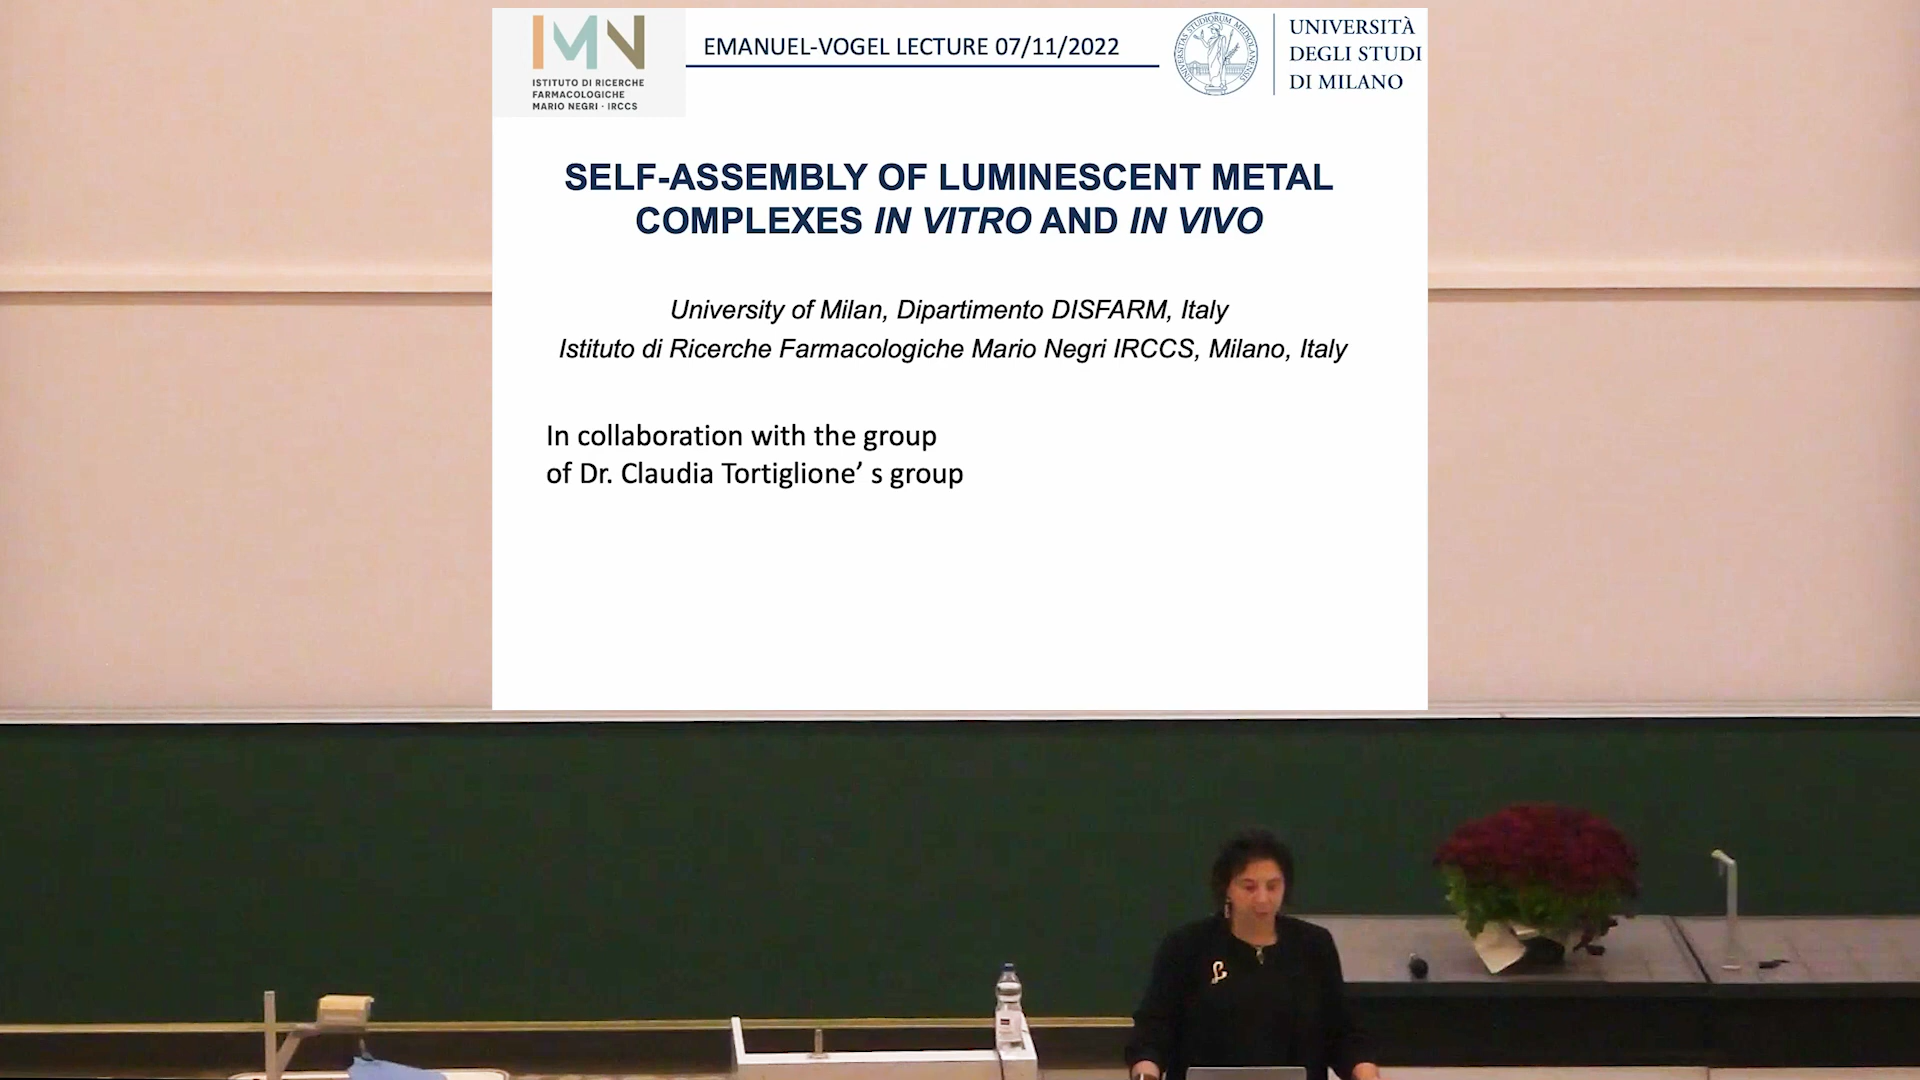 IMN
ISTITUTO DI RICERCHE
FARMACOLOGICHE
MARIO NEGRI · IRCCS
EMANUEL-VOGEL LECTURE 07/11/2022
UNIVERSITÀ
DEGLI STUDI
DI MILANO
SELF-ASSEMBLY OF LUMINESCENT METAL
COMPLEXES IN VITRO AND IN VIVO
University of Milan, Dipartimento DISFARM, Italy
Istituto di Ricerche Farmacologiche Mario Negri IRCCS, Milano, Italy
In collaboration with the group
of Dr. Claudia Tortiglione’ s group